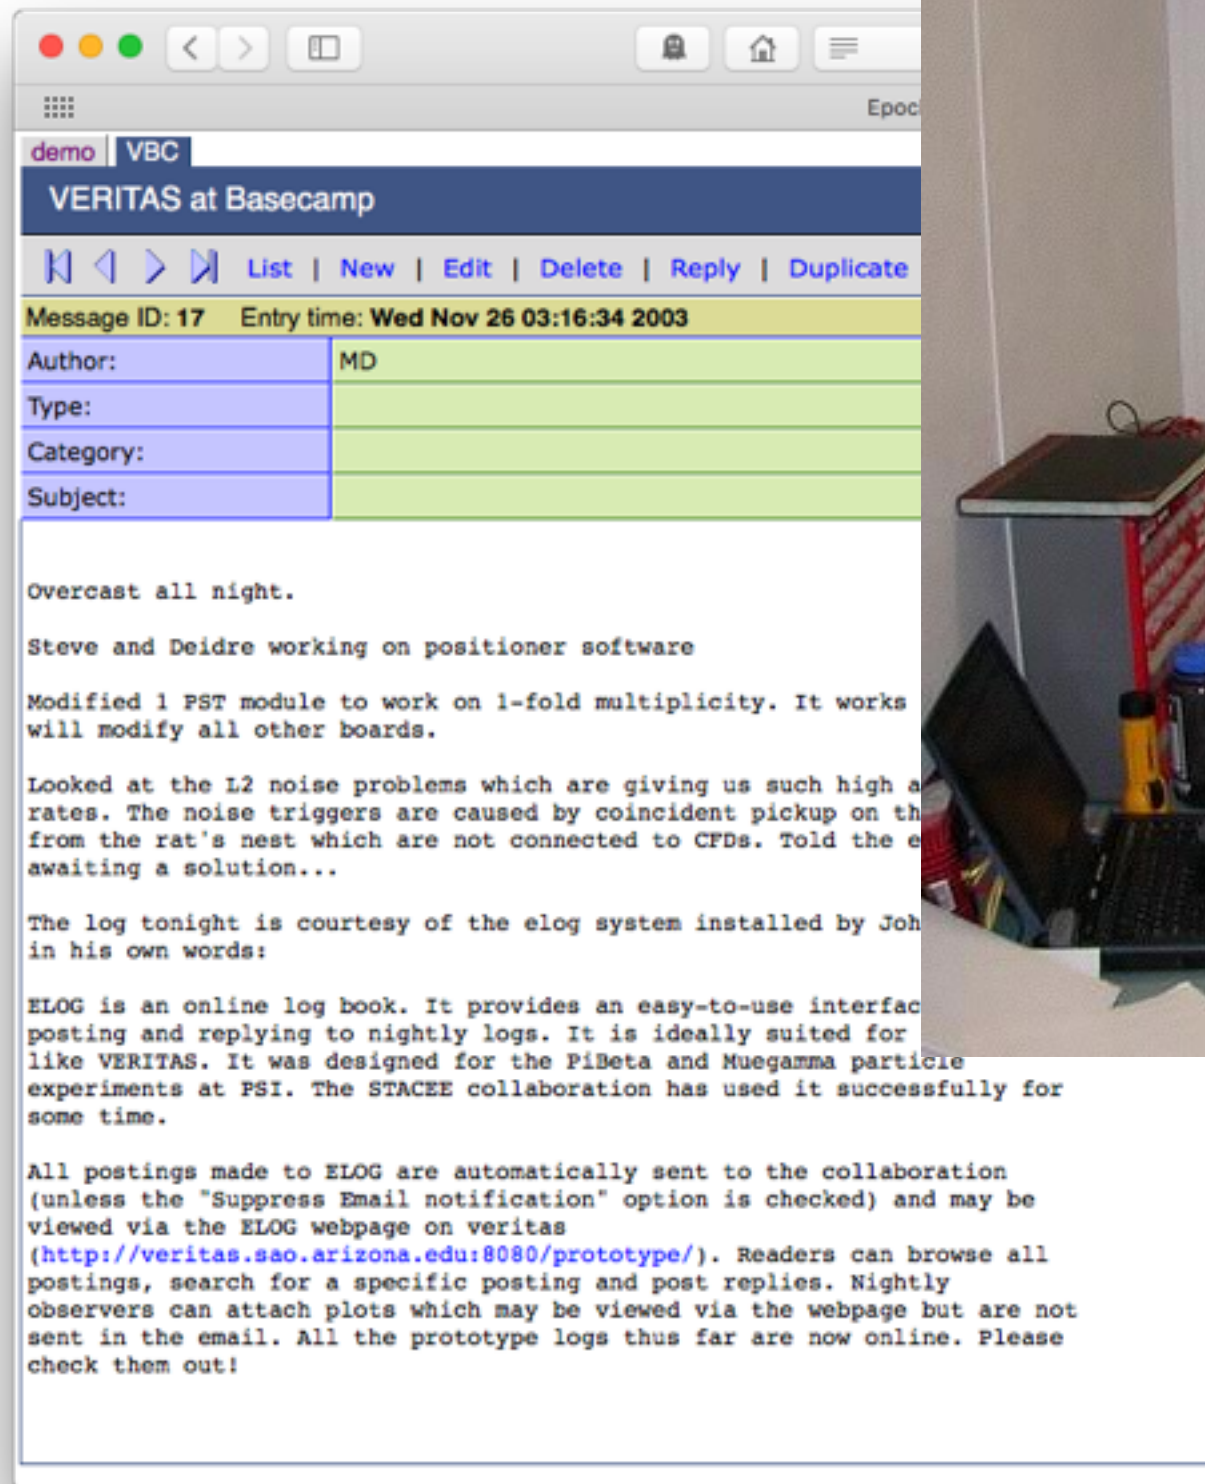 Epoc
demo VBC
VERITAS at Basecamp
List | New | Edit | Delete | Reply | Duplicate
Message ID: 17 Entry time: Wed Nov 26 03:16:34 2003
Author: MD
Type:
Category:
Subject:
Overcast all night.
Steve and Deidre working on positioner software
Modified 1 PST module to work on 1-fold multiplicity. It works
will modify all other boards.
Looked at the L2 noise problems which are giving us such high a
rates. The noise triggers are caused by coincident pickup on th
from the rat's nest which are not connected to CFDs. Told the e
awaiting a solution...
The log tonight is courtesy of the elog system installed by Joh
in his own words:
ELOG is an online log book. It provides an easy-to-use interfac
posting and replying to nightly logs. It is ideally suited for
like VERITAS. It was designed for the PiBeta and Muegamma particle
experiments at PSI. The STACEE collaboration has used it successfully for
some time.
All postings made to ELOG are automatically sent to the collaboration
(unless the "Suppress Email notification" option is checked) and may be
viewed via the ELOG webpage on veritas
(http://veritas.sao.arizona.edu:8080/prototype/). Readers can browse all
postings, search for a specific posting and post replies. Nightly
observers can attach plots which may be viewed via the webpage but are not
sent in the email. All the prototype logs thus far are now online. Please
check them out!